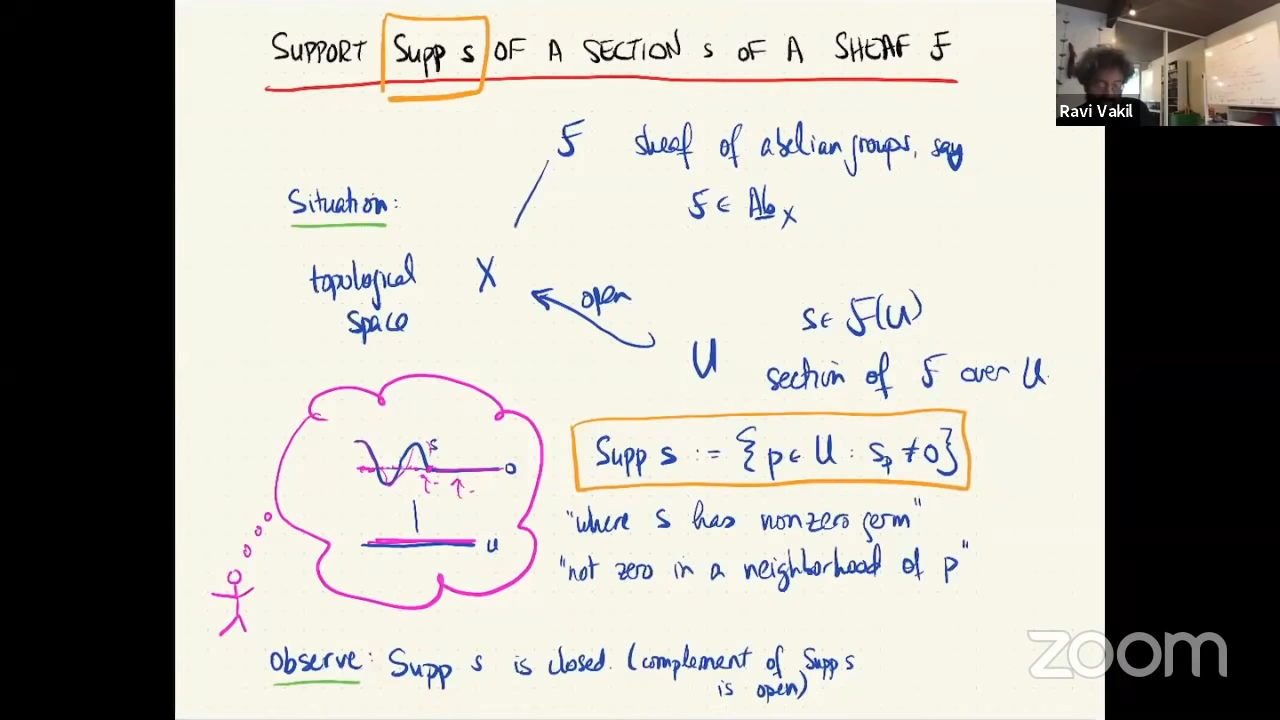 SUPPORT Supp s OF A SECTION s OF A SHEAF F
Ravi Vakil
F sheaf of abelian groups, say
F ∈ Ab_X
Situation:
topological X
space
open
U
s ∈ F(U)
section of F over U.
s
0
U
Supp s := {p ∈ U : s_p ≠ 0}
"where s has nonzero germ"
"not zero in a neighborhood of p"
Observe: Supp s is closed. (complement of Supp s
is open)
zoom